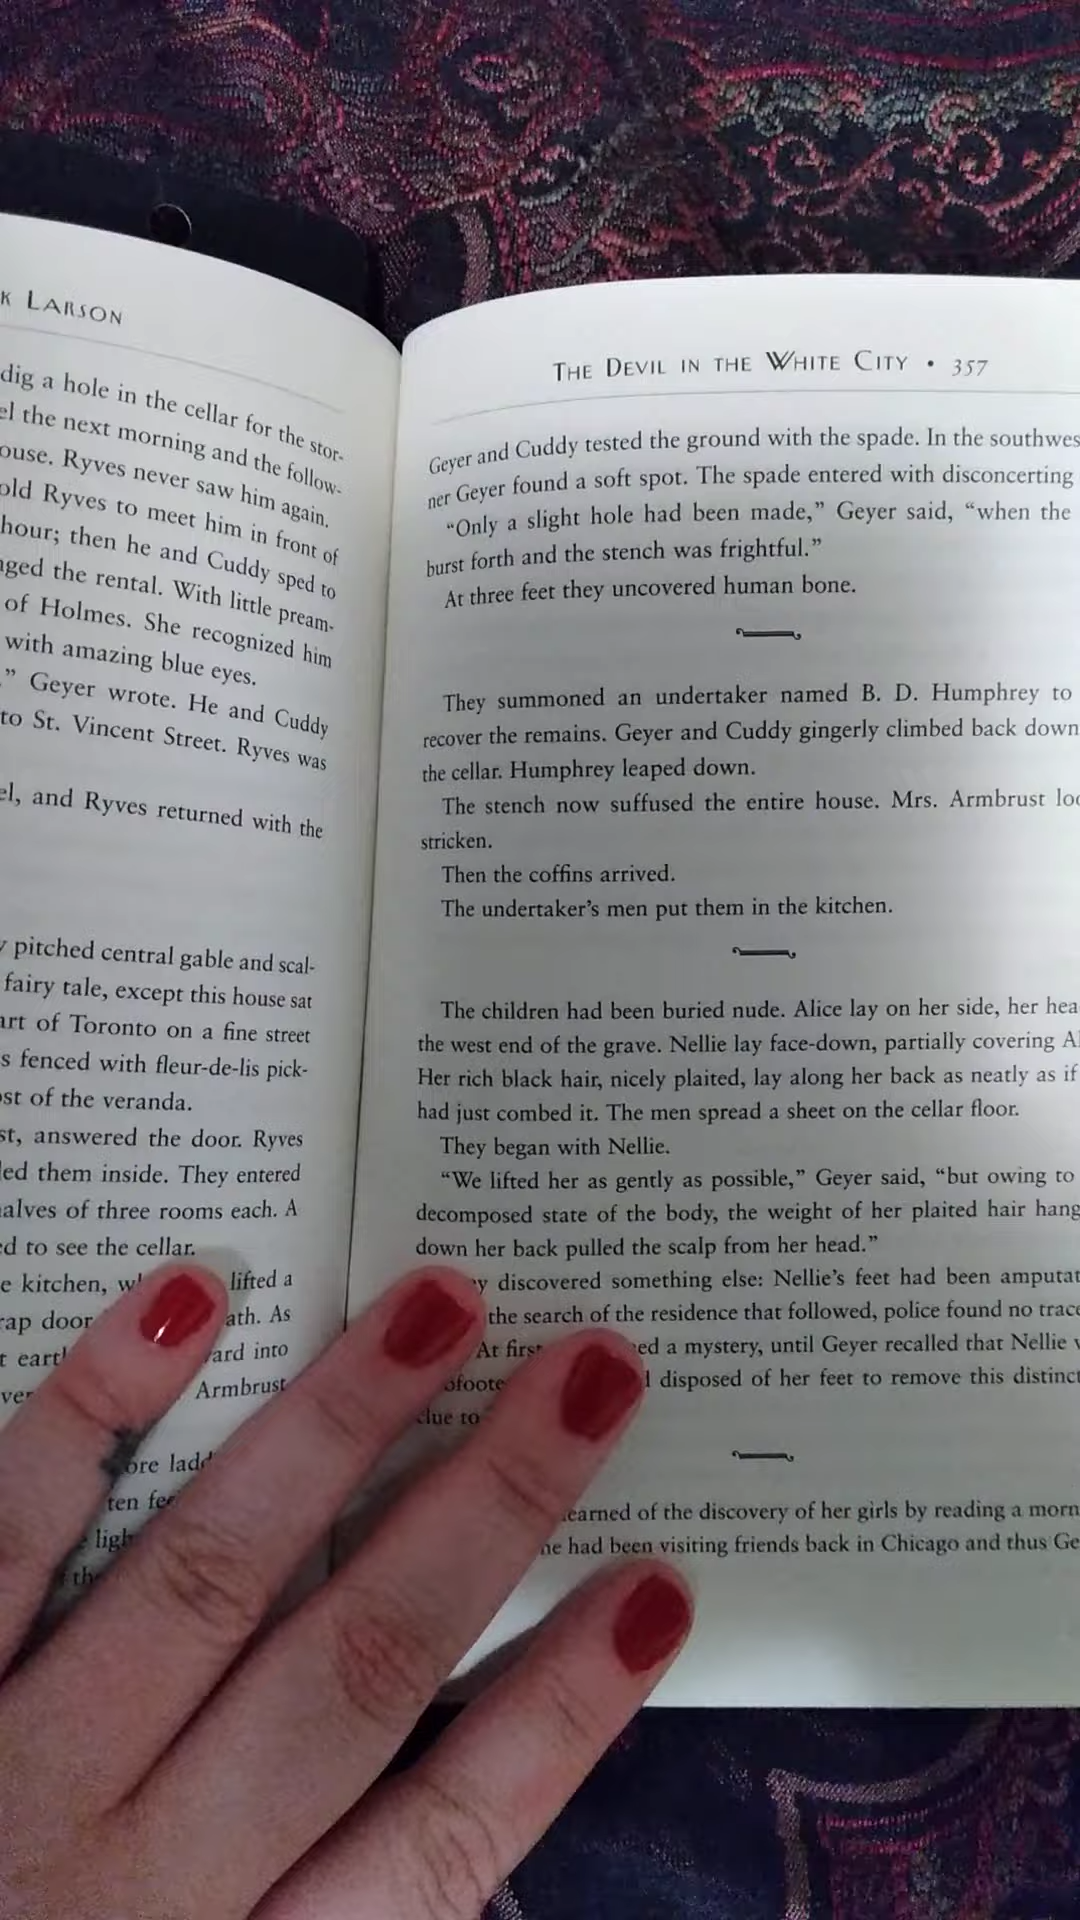 K LARSON
dig a hole in the cellar for the stor-
el the next morning and the follow-
ouse. Ryves never saw him again.
old Ryves to meet him in front of
hour; then he and Cuddy sped to
nged the rental. With little pream-
of Holmes. She recognized him
with amazing blue eyes.
." Geyer wrote. He and Cuddy
to St. Vincent Street. Ryves was
el, and Ryves returned with the
y pitched central gable and scal-
fairy tale, except this house sat
art of Toronto on a fine street
s fenced with fleur-de-lis pick-
ost of the veranda.
st, answered the door. Ryves
led them inside. They entered
alves of three rooms each. A
ed to see the cellar.
e kitchen, lifted a
rap door ath. As
t eart ard into
ver Armbrust
ore ladd
ten fee
ligh
the
THE DEVIL IN THE WHITE CITY • 357
Geyer and Cuddy tested the ground with the spade. In the southwes
ner Geyer found a soft spot. The spade entered with disconcerting
"Only a slight hole had been made," Geyer said, "when the
burst forth and the stench was frightful."
At three feet they uncovered human bone.
They summoned an undertaker named B. D. Humphrey to
recover the remains. Geyer and Cuddy gingerly climbed back down
the cellar. Humphrey leaped down.
The stench now suffused the entire house. Mrs. Armbrust loo
stricken.
Then the coffins arrived.
The undertaker's men put them in the kitchen.
The children had been buried nude. Alice lay on her side, her hea
the west end of the grave. Nellie lay face-down, partially covering Al
Her rich black hair, nicely plaited, lay along her back as neatly as if
had just combed it. The men spread a sheet on the cellar floor.
They began with Nellie.
"We lifted her as gently as possible," Geyer said, "but owing to
decomposed state of the body, the weight of her plaited hair hang
down her back pulled the scalp from her head."
y discovered something else: Nellie's feet had been amputat
the search of the residence that followed, police found no trace
At first ed a mystery, until Geyer recalled that Nellie w
bfoote disposed of her feet to remove this distinct
clue to
earned of the discovery of her girls by reading a morn
he had been visiting friends back in Chicago and thus Ge